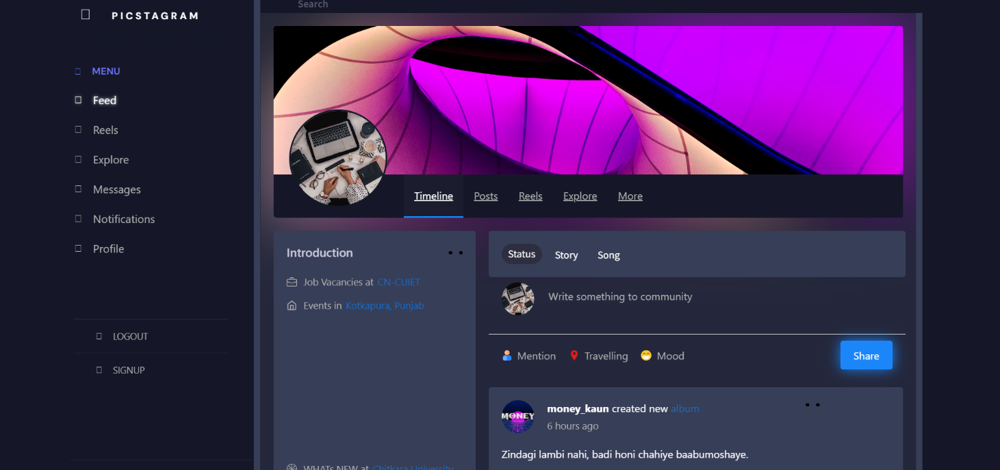 PICSTAGRAM
Search
MENU
Feed
Reels
Explore
Messages
Notifications
Profile
LOGOUT
SIGNUP
Timeline Posts Reels Explore More
Introduction
Job Vacancies at CN-CUIET
Events in Kotkapura, Punjab
WHATs NEW at Chitkara University
Status Story Song
Write something to community
Mention Travelling Mood
Share
MONEY
money_kaun created new album
6 hours ago
Zindagi lambi nahi, badi honi chahiye baabumoshaye.